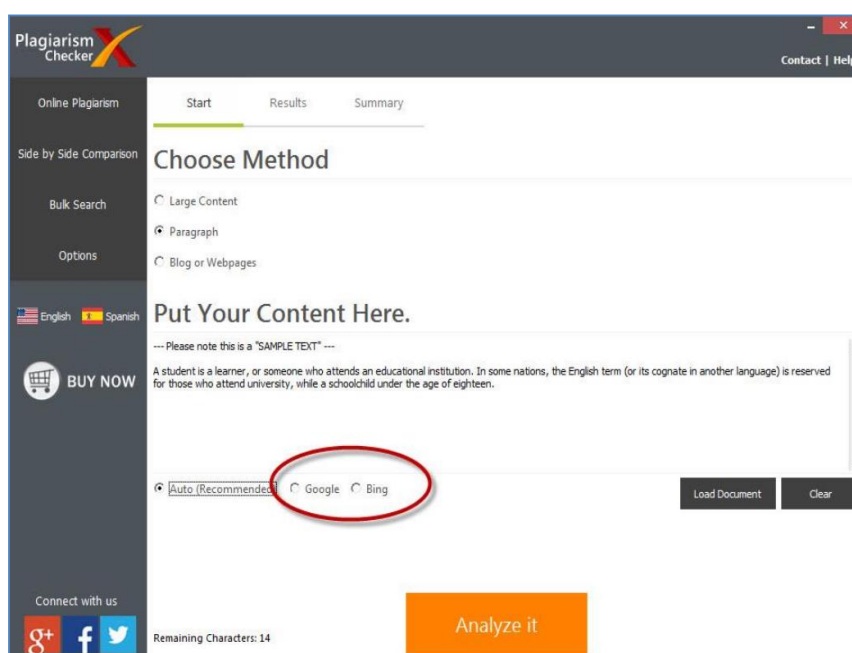 Plagiarism
Checker
Contact | Help
Online Plagiarism
Side by Side Comparison
Bulk Search
Options
English Spanish
BUY NOW
Connect with us
g+ f
Start Results Summary
Choose Method
Large Content
Paragraph
Blog or Webpages
Put Your Content Here.
--- Please note this is a "SAMPLE TEXT" ---
A student is a learner, or someone who attends an educational institution. In some nations, the English term (or its cognate in another language) is reserved
for those who attend university, while a schoolchild under the age of eighteen.
Auto (Recommended) Google Bing
Load Document Clear
Analyze it
Remaining Characters: 14